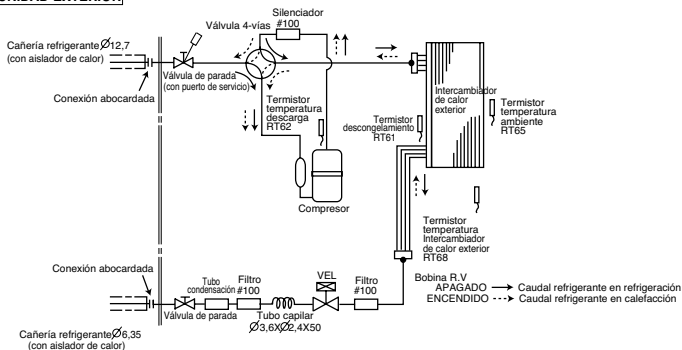 UNIDAD EXTERIOR
Silenciador
#100
Válvula 4-vías
Cañería refrigerante Ø12,7
(con aislador de calor)
Válvula de parada
(con puerto de servicio)
Conexión abocardada
Termistor
temperatura
descarga
RT62
Compresor
Intercambiador
de calor
exterior
Termistor
descongelamiento
RT61
Termistor
temperatura
ambiente
RT65
Termistor
temperatura
Intercambiador
de calor exterior
RT68
Conexión abocardada
Tubo
condensación
Filtro
#100
VEL
Filtro
#100
Válvula de parada
Tubo capilar
Ø3,6XØ2,4X50
Cañería refrigerante Ø6,35
(con aislador de calor)
Bobina R.V
APAGADO Caudal refrigerante en refrigeración
ENCENDIDO Caudal refrigerante en calefacción